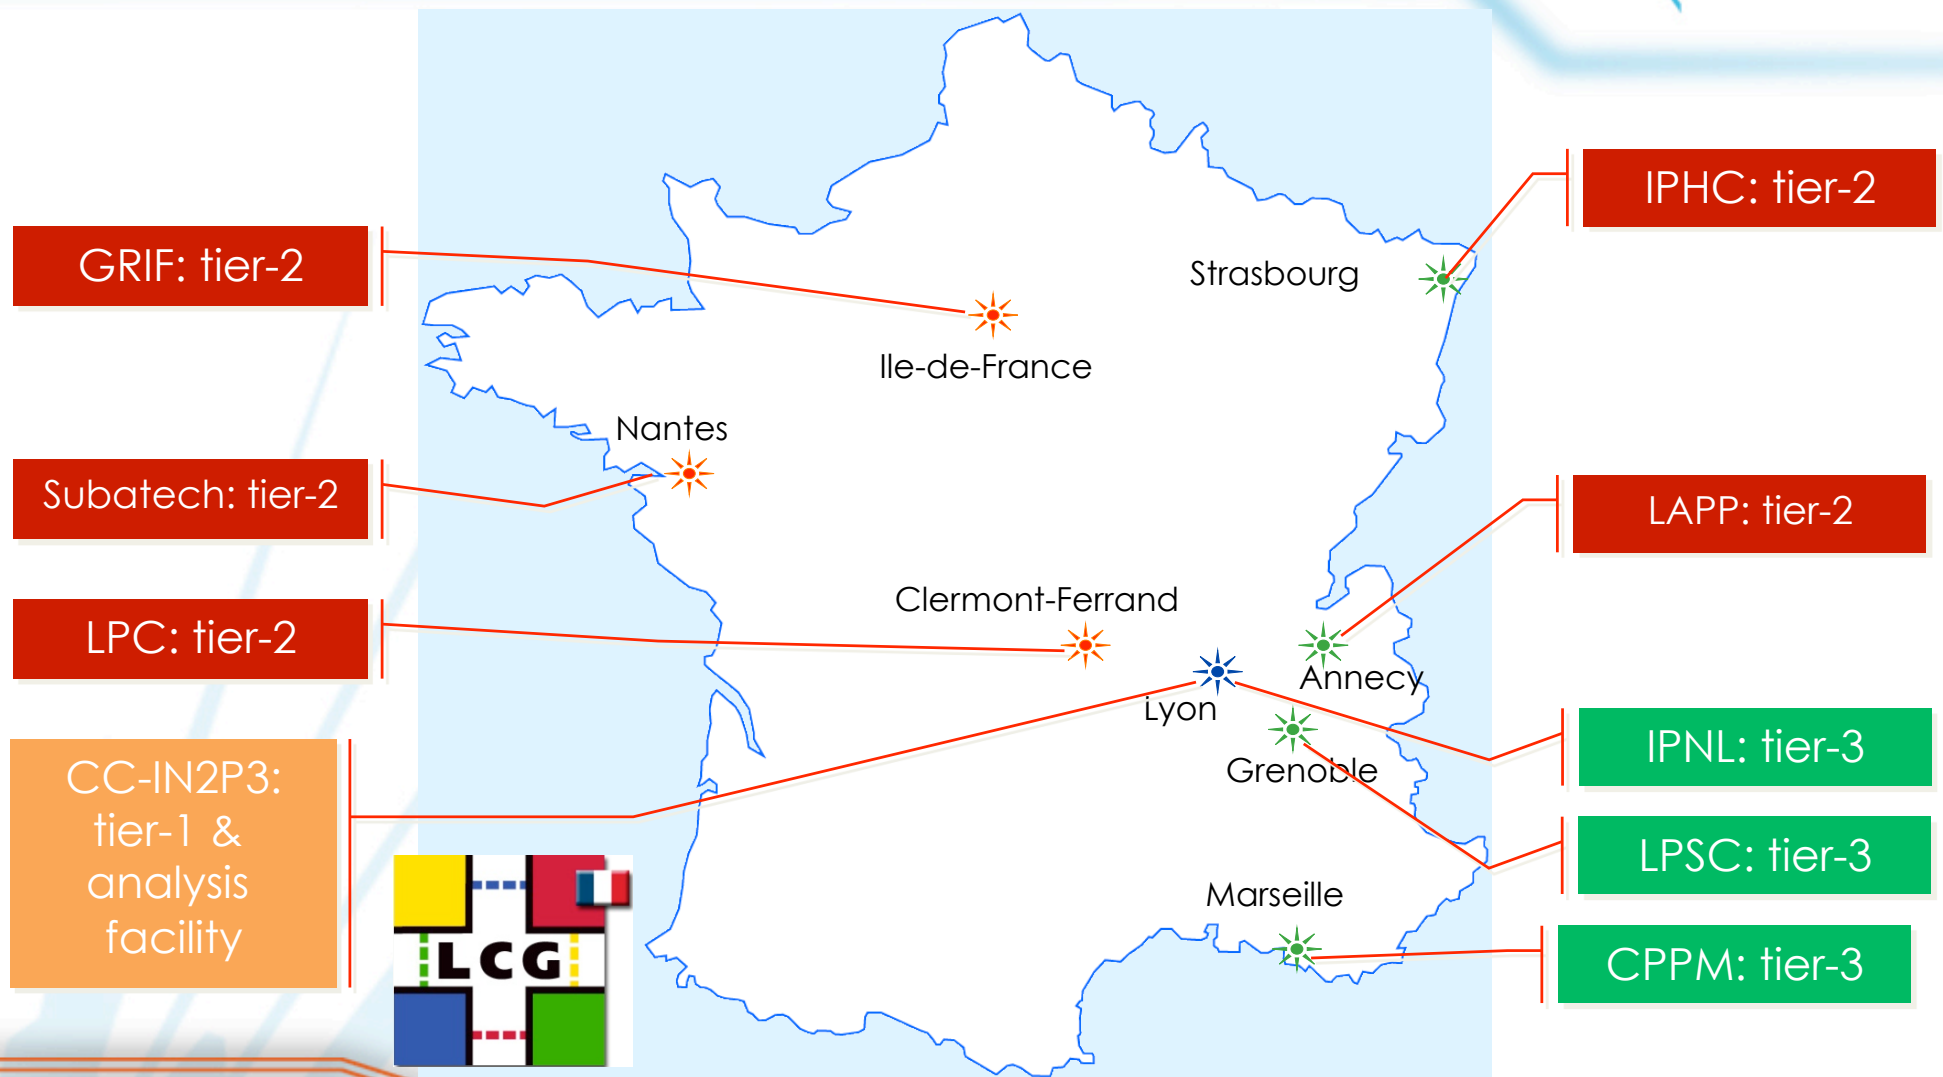 IPHC: tier-2
GRIF: tier-2
Strasbourg
Ile-de-France
Nantes
Subatech: tier-2
LAPP: tier-2
Clermont-Ferrand
LPC: tier-2
Annecy
Lyon
IPNL: tier-3
Grenoble
CC-IN2P3:
tier-1 &
analysis
facility
LPSC: tier-3
Marseille
LCG
CPPM: tier-3